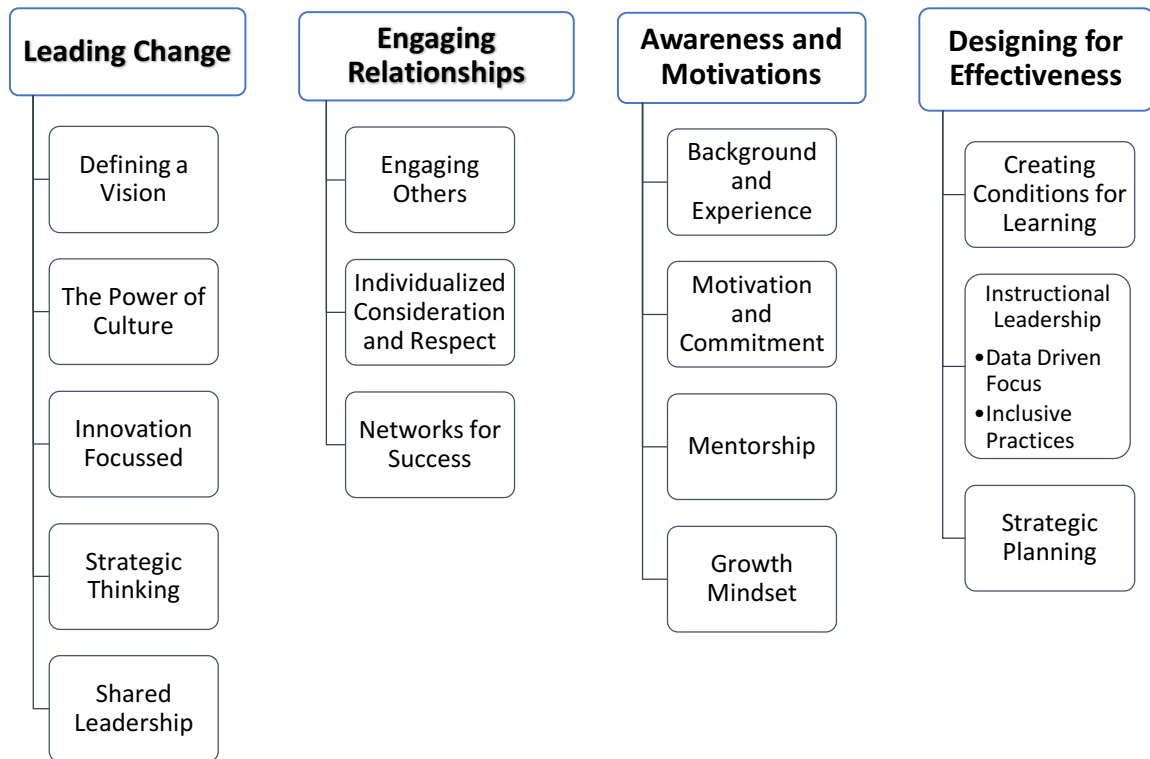 Leading Change
Defining a
Vision
The Power of
Culture
Innovation
Focussed
Strategic
Thinking
Shared
Leadership
Engaging
Relationships
Engaging
Others
Individualized
Consideration
and Respect
Networks for
Success
Awareness and
Motivations
Background
and
Experience
Motivation
and
Commitment
Mentorship
Growth
Mindset
Designing for
Effectiveness
Creating
Conditions for
Learning
Instructional
Leadership
•Data Driven
Focus
•Inclusive
Practices
Strategic
Planning